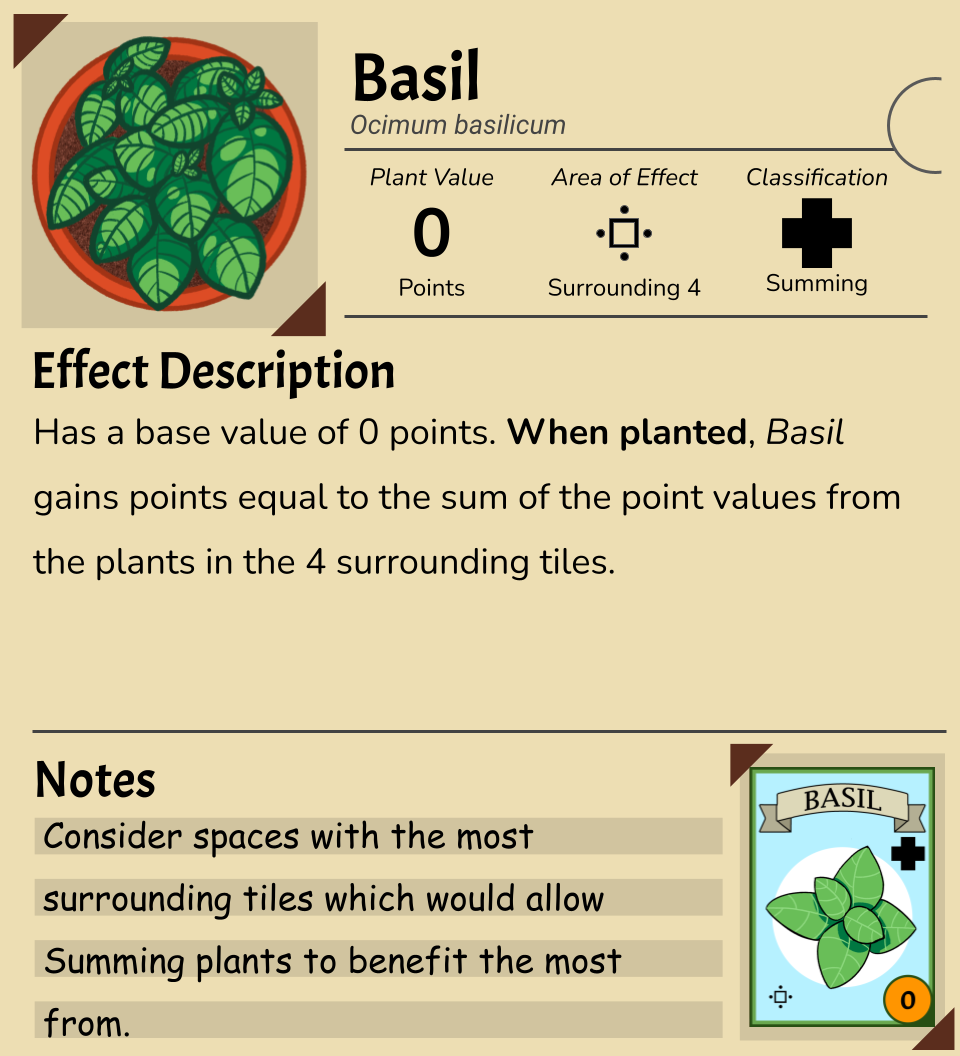 Basil
Ocimum basilicum
Plant Value
Area of Effect
Classification
0
Points
Surrounding 4
Summing
Effect Description
Has a base value of 0 points. When planted, Basil
gains points equal to the sum of the point values from
the plants in the 4 surrounding tiles.
Notes
Consider spaces with the most
surrounding tiles which would allow
Summing plants to benefit the most
from.
BASIL
0